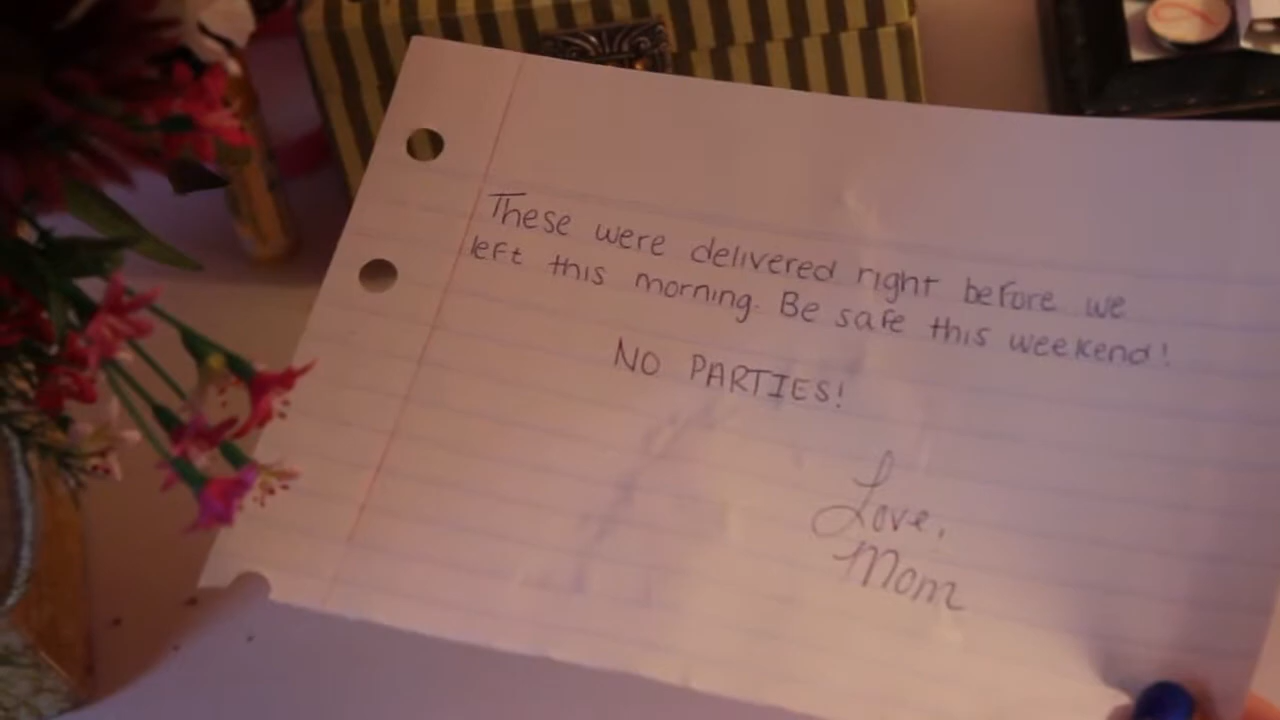 These were delivered right before we
left this morning. Be safe this weekend!
NO PARTIES!
Love,
Mom